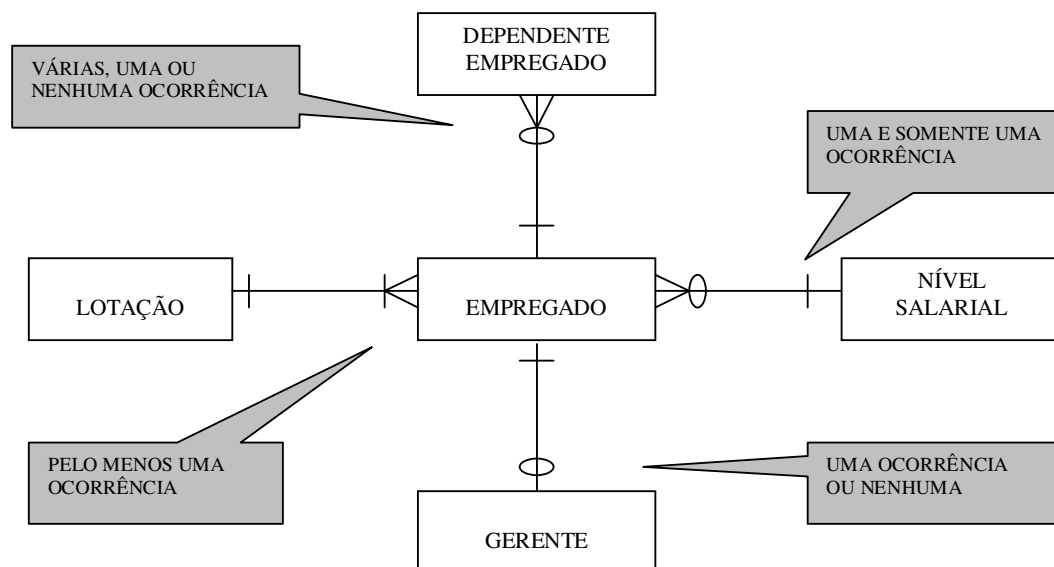 DEPENDENTE
EMPREGADO
VÁRIAS, UMA OU
NENHUMA OCORRÊNCIA
UMA E SOMENTE UMA
OCORRÊNCIA
LOTAÇÃO
EMPREGADO
NÍVEL
SALARIAL
PELO MENOS UMA
OCORRÊNCIA
UMA OCORRÊNCIA
OU NENHUMA
GERENTE